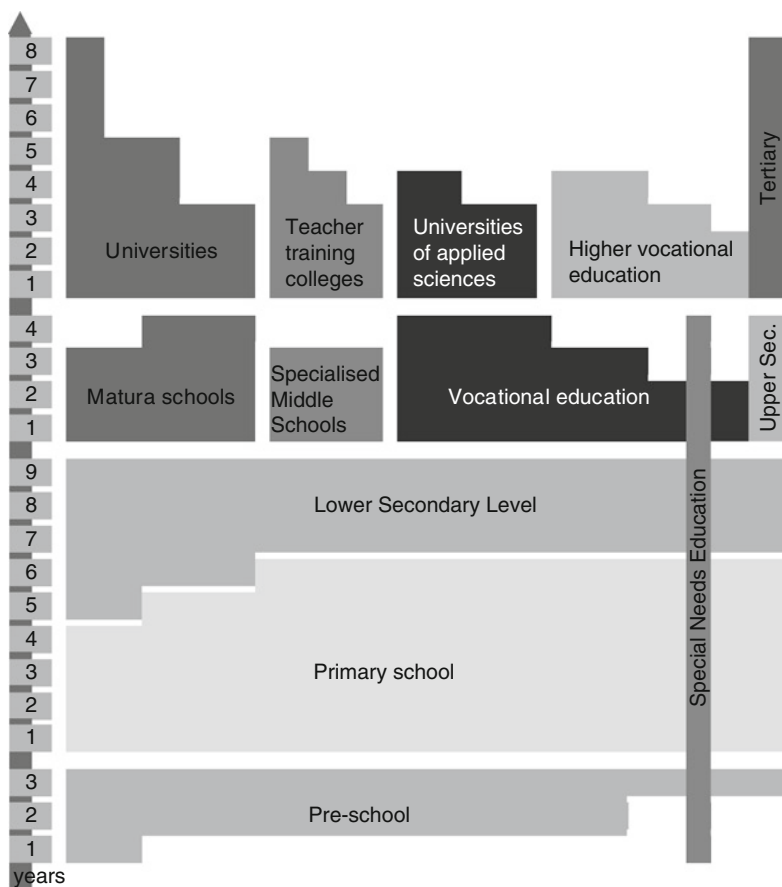 8
7
6
5
4
3
2
1
Universities
Teacher
training
colleges
Universities
of applied
sciences
Higher vocational
education
Tertiary
4
3
2
1
Matura schools
Specialised
Middle
Schools
Vocational education
Upper Sec.
9
8
7
6
5
4
3
2
1
Lower Secondary Level
Primary school
Special Needs Education
3
2
1
Pre-school
years